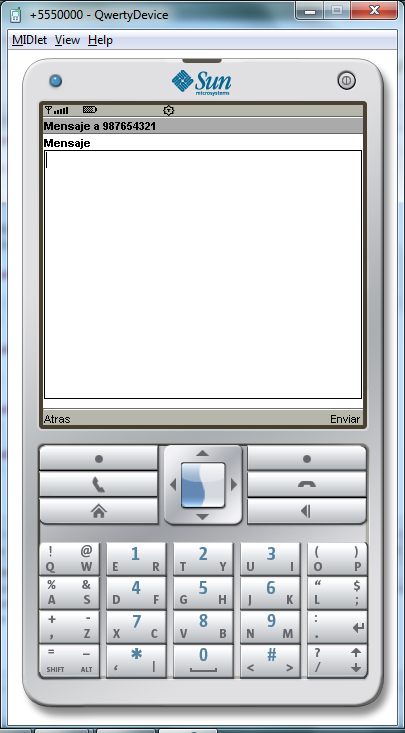 +5550000 - QwertyDevice
MIDlet View Help
Sun
microsystems
Mensaje a 987654321
Mensaje
Atras Enviar
! @ 1 2 3 ( )
Q W E R T Y U I O P
% & 4 5 6 " $
A S D F G H J K L ;
+ - 7 8 9 :
, Z X C V B N M .
= _ * 0 # ?
SHIFT ALT ‘ | < > /